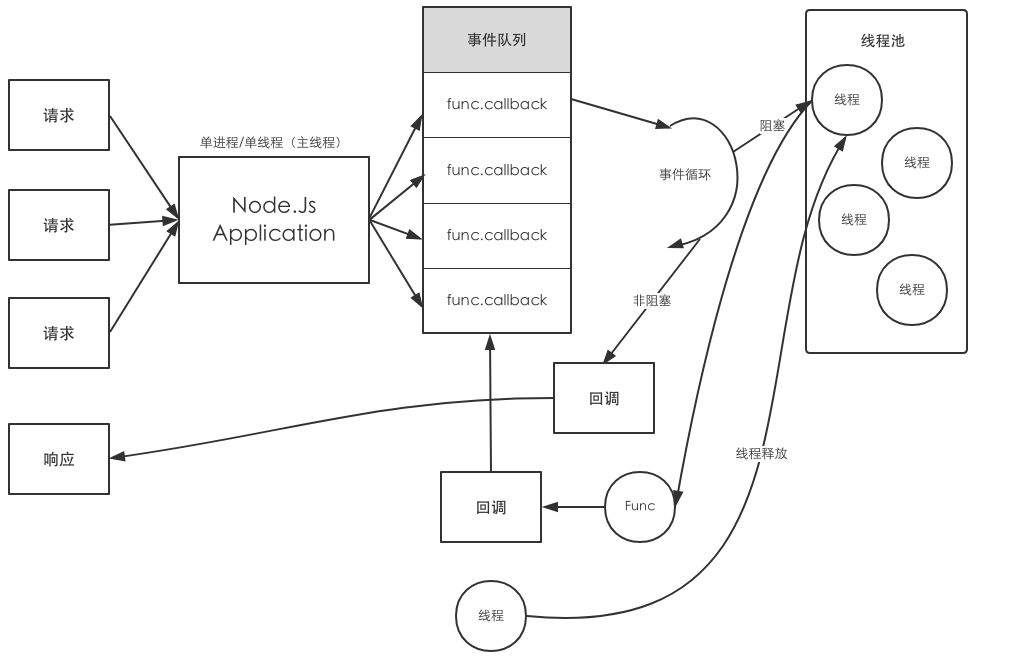 事件队列
线程池
请求
func.callback
线程
阻塞
单进程/单线程（主线程）
func.callback
事件循环
线程
Node.Js
Application
请求
线程
func.callback
线程
func.callback
非阻塞
请求
回调
响应
线程释放
回调
Func
线程